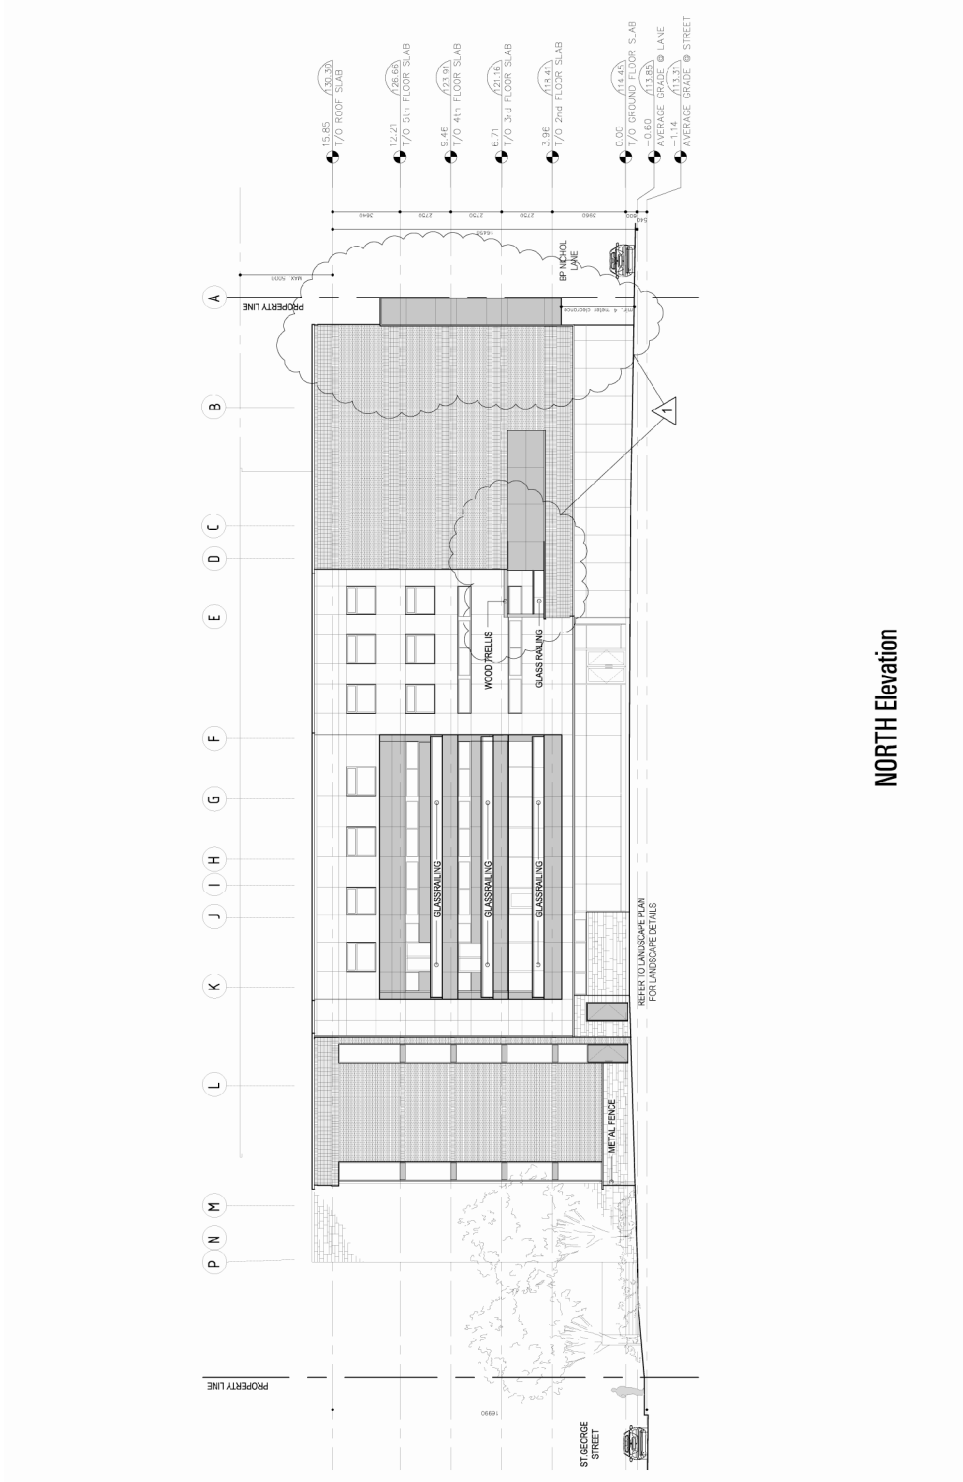 130.30
15.85
T/O ROOF SLAB
126.66
12.21
T/O 5th FLOOR SLAB
123.91
9.46
T/O 4th FLOOR SLAB
121.16
6.71
T/O 3rd FLOOR SLAB
118.41
3.96
T/O 2nd FLOOR SLAB
114.45
0.00
T/O GROUND FLOOR SLAB
113.85
-0.60
AVERAGE GRADE @ LANE
113.31
-1.14
AVERAGE GRADE @ STREET
3640
2750
2750
2750
3960
600
540
16450
MAX 5000
PROPERTY LINE
BP NICHOL
LANE
min. 4 meter clearance
A
B
C
D
E
F
G
H
I
J
K
L
M
N
P
1
WOOD TRELLIS
GLASS RAILING
GLASSRAILING
GLASSRAILING
GLASSRAILING
REFER TO LANDSCAPE PLAN
FOR LANDSCAPE DETAILS
METAL FENCE
PROPERTY LINE
16990
ST.GEORGE
STREET
NORTH Elevation